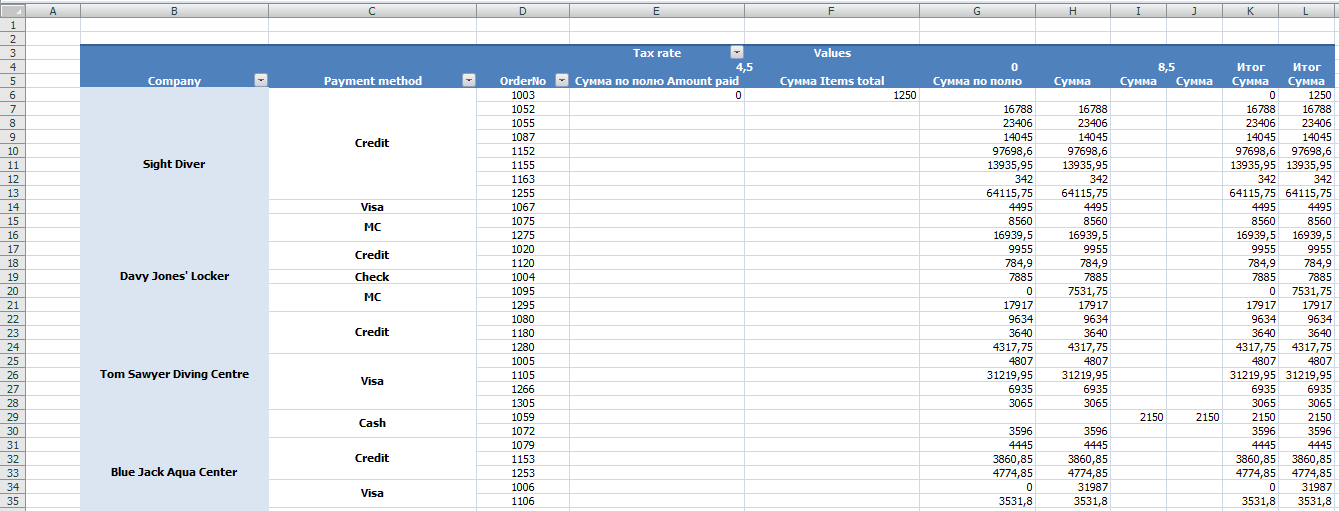 A B C D E F G H I J K L
1
2
3 Tax rate Values
4 4,5 0 8,5 Итог Итог
5 Company Payment method OrderNo Сумма по полю Amount paid Сумма Items total Сумма по полю Сумма Сумма Сумма Сумма Сумма
6 1003 0 1250 0 1250
7 1052 16788 16788 16788 16788
8 1055 23406 23406 23406 23406
9 1087 14045 14045 14045 14045
10 Credit 1152 97698,6 97698,6 97698,6 97698,6
11 Sight Diver 1155 13935,95 13935,95 13935,95 13935,95
12 1163 342 342 342 342
13 1255 64115,75 64115,75 64115,75 64115,75
14 Visa 1067 4495 4495 4495 4495
15 MC 1075 8560 8560 8560 8560
16 1275 16939,5 16939,5 16939,5 16939,5
17 Credit 1020 9955 9955 9955 9955
18 1120 784,9 784,9 784,9 784,9
19 Davy Jones' Locker Check 1004 7885 7885 7885 7885
20 MC 1095 0 7531,75 0 7531,75
21 1295 17917 17917 17917 17917
22 1080 9634 9634 9634 9634
23 Credit 1180 3640 3640 3640 3640
24 1280 4317,75 4317,75 4317,75 4317,75
25 1005 4807 4807 4807 4807
26 Tom Sawyer Diving Centre Visa 1105 31219,95 31219,95 31219,95 31219,95
27 1266 6935 6935 6935 6935
28 1305 3065 3065 3065 3065
29 Cash 1059 2150 2150 2150 2150
30 1072 3596 3596 3596 3596
31 1079 4445 4445 4445 4445
32 Credit 1153 3860,85 3860,85 3860,85 3860,85
33 Blue Jack Aqua Center 1253 4774,85 4774,85 4774,85 4774,85
34 Visa 1006 0 31987 0 31987
35 1106 3531,8 3531,8 3531,8 3531,8